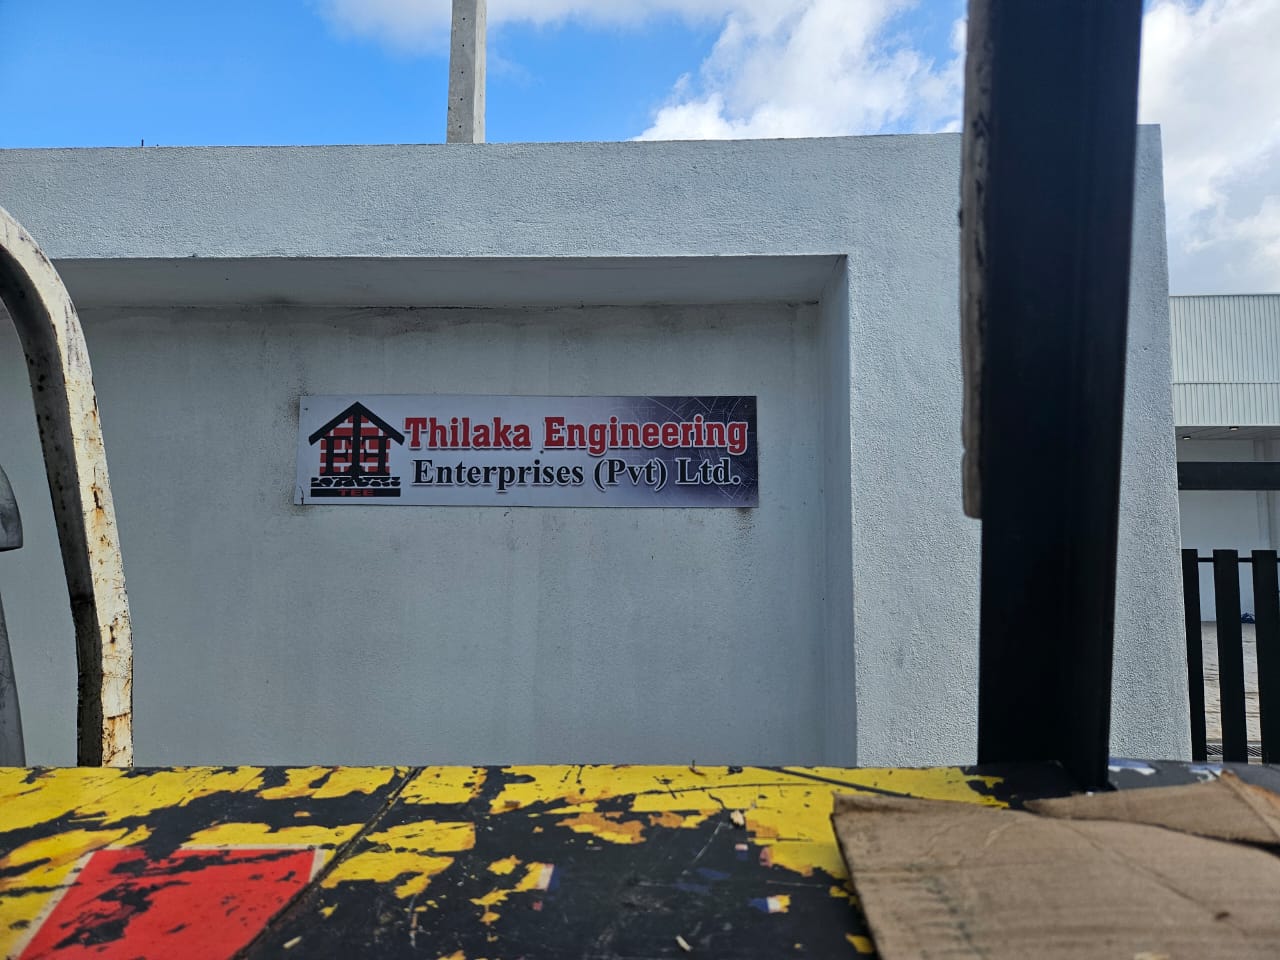 Thilaka Engineering
Enterprises (Pvt) Ltd.
TEE